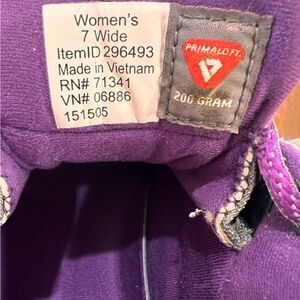 Women's
7 Wide
ItemID 296493
Made in Vietnam
RN# 71341
VN# 06886
151505
PRIMALOFT.
200 GRAM